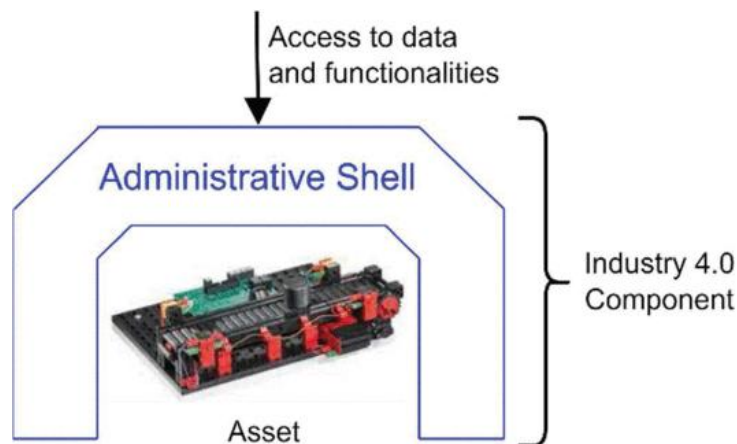 Access to data
and functionalities
Administrative Shell
Industry 4.0
Component
Asset